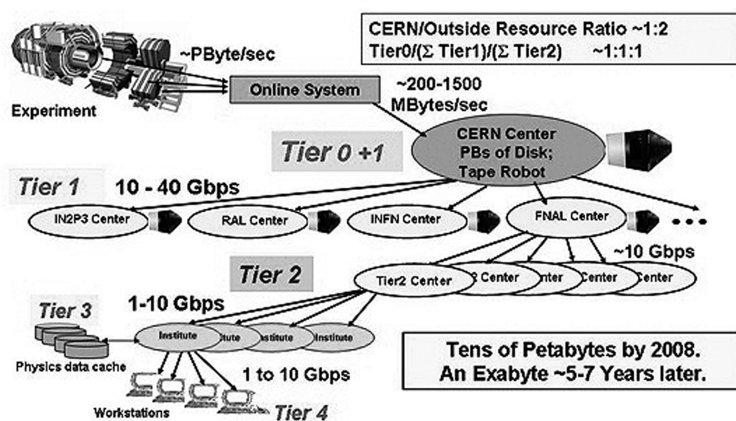 CERN/Outside Resource Ratio ~1:2
Tier0/(Σ Tier1)/(Σ Tier2) ~1:1:1
~PByte/sec
Online System
Experiment
~200-1500
MBytes/sec
CERN Center
PBs of Disk;
Tape Robot
Tier 0 +1
Tier 1
10 - 40 Gbps
IN2P3 Center
RAL Center
INFN Center
FNAL Center
•••
~10 Gbps
Tier 2
Tier2 Center
2 Center
nter
Center
Center
Tier 3
1-10 Gbps
Institute
tute
stitute
Institute
Physics data cache
1 to 10 Gbps
Workstations
Tier 4
Tens of Petabytes by 2008.
An Exabyte ~5-7 Years later.